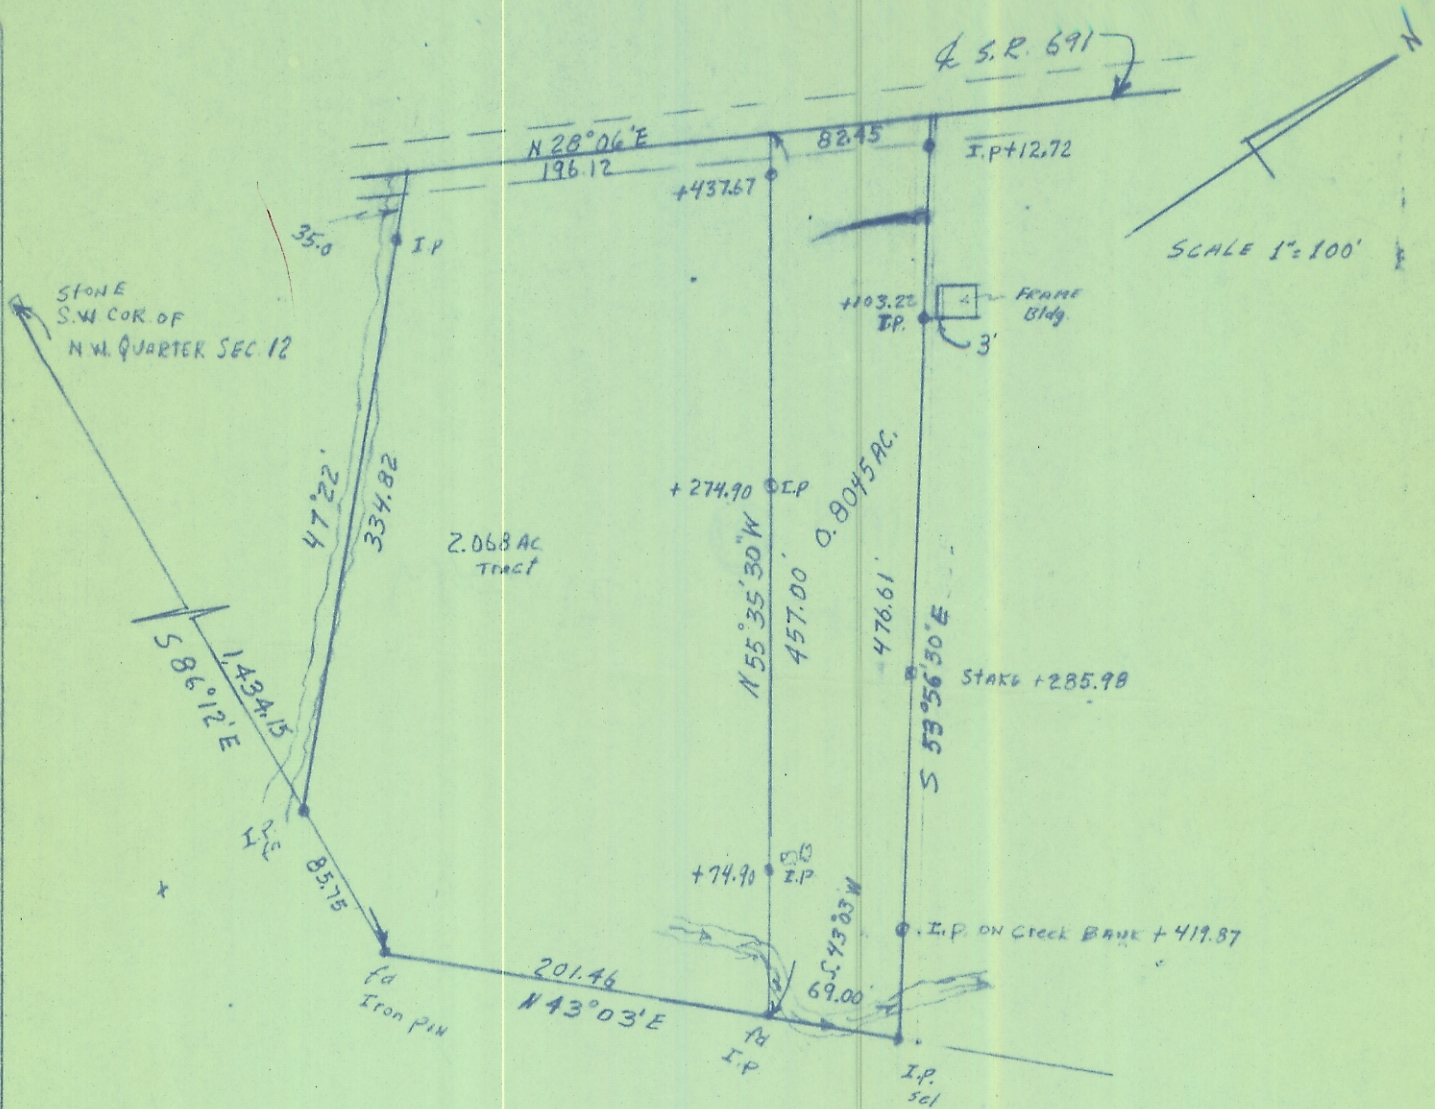 ℄ S.R. 691
N
N 28°06'E
196.12
82.45
I.P+12.72
+437.67
35.0
I.P
SCALE 1"=100'
STONE
S.W COR. OF
N.W. QUARTER SEC. 12
+103.22
I.P.
FRAME
Bldg.
3'
47°22'
334.82
2.068 AC
Tract
+274.90
I.P
0.8045 AC.
N 55°35'30"W
457.00'
476.61'
S 53°56'30"E
STAKE +285.98
1,434.15
S 86°12'E
85.75
+74.90
I.P
S. 43°03'W
69.00'
I.P. ON Creek BANK +419.87
201.46
N 43°03'E
fd
Iron Pin
fd
I.P
I.P.
set